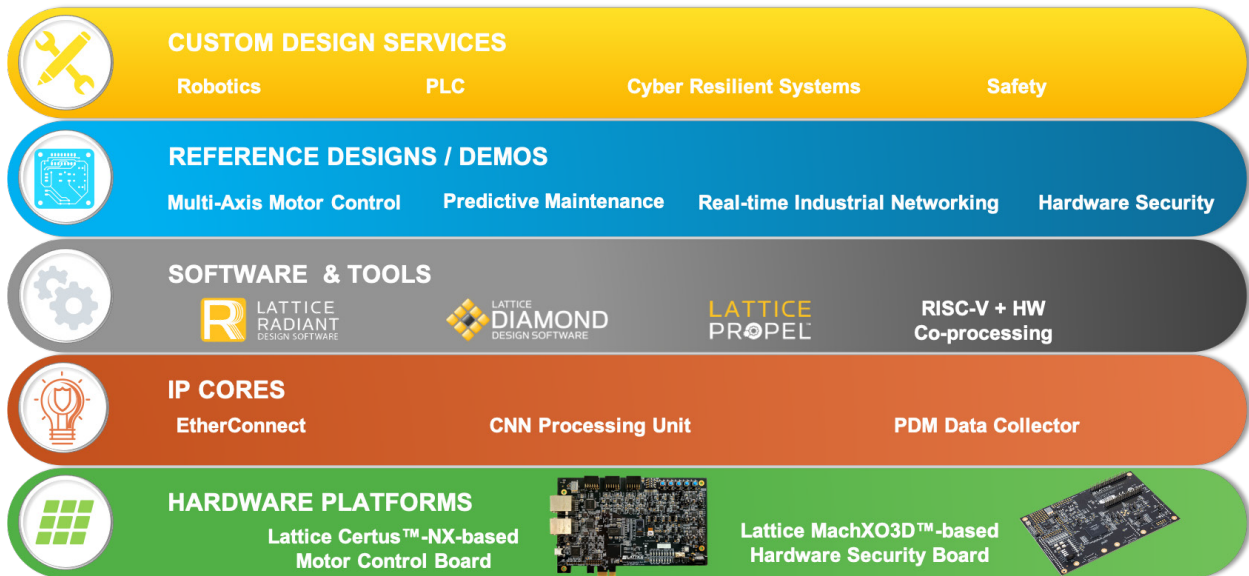 CUSTOM DESIGN SERVICES
Robotics PLC Cyber Resilient Systems Safety
REFERENCE DESIGNS / DEMOS
Multi-Axis Motor Control Predictive Maintenance Real-time Industrial Networking Hardware Security
SOFTWARE & TOOLS
LATTICE
RADIANT
DESIGN SOFTWARE
LATTICE
DIAMOND
DESIGN SOFTWARE
LATTICE
PROPEL™
RISC-V + HW
Co-processing
IP CORES
EtherConnect CNN Processing Unit PDM Data Collector
HARDWARE PLATFORMS
Lattice Certus™-NX-based
Motor Control Board
Lattice MachXO3D™-based
Hardware Security Board